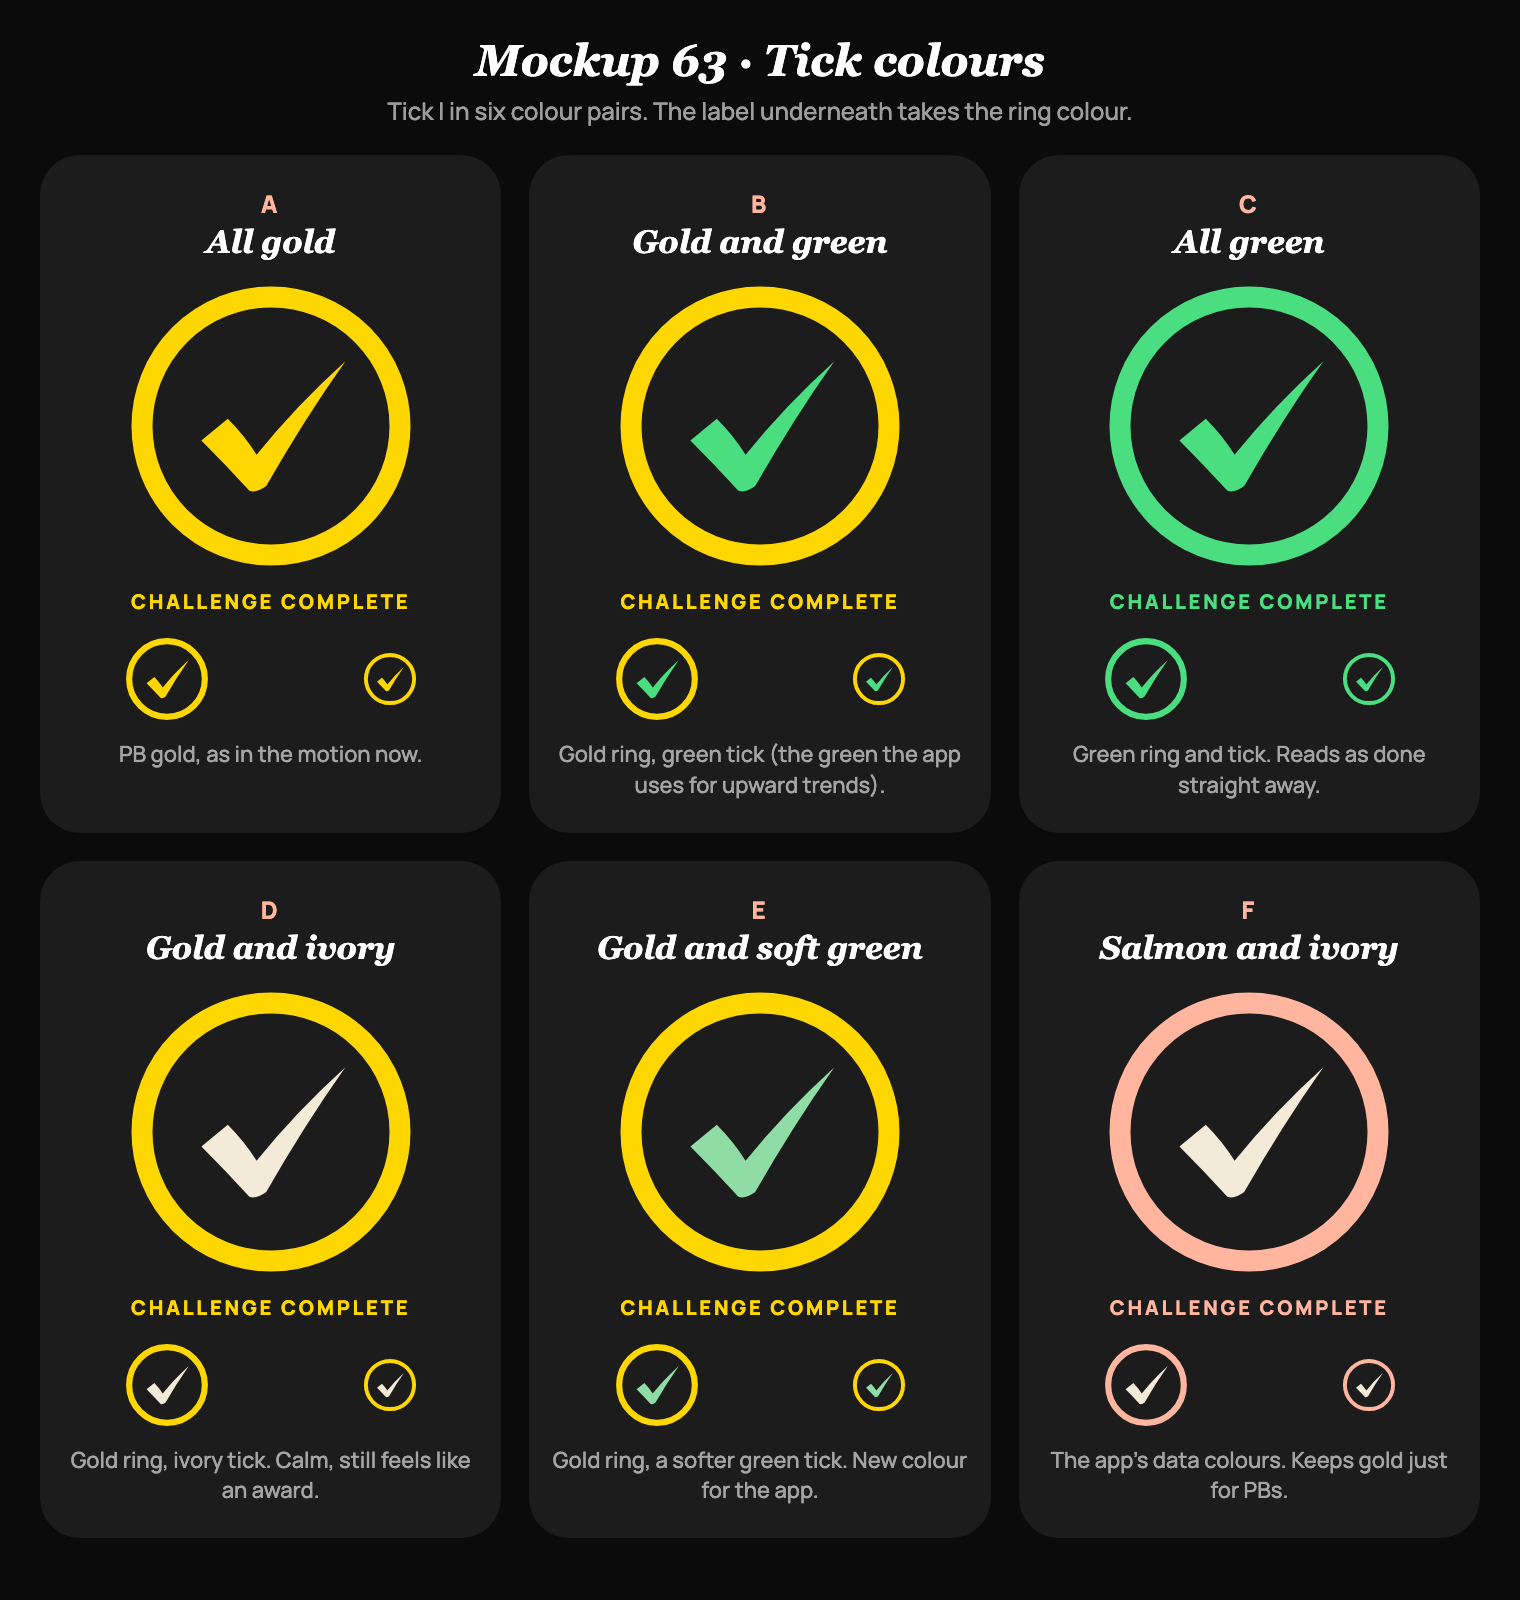 Mockup 63 · Tick colours
Tick I in six colour pairs. The label underneath takes the ring colour.
A
All gold
CHALLENGE COMPLETE
PB gold, as in the motion now.
B
Gold and green
CHALLENGE COMPLETE
Gold ring, green tick (the green the app
uses for upward trends).
C
All green
CHALLENGE COMPLETE
Green ring and tick. Reads as done
straight away.
D
Gold and ivory
CHALLENGE COMPLETE
Gold ring, ivory tick. Calm, still feels like
an award.
E
Gold and soft green
CHALLENGE COMPLETE
Gold ring, a softer green tick. New colour
for the app.
F
Salmon and ivory
CHALLENGE COMPLETE
The app’s data colours. Keeps gold just
for PBs.